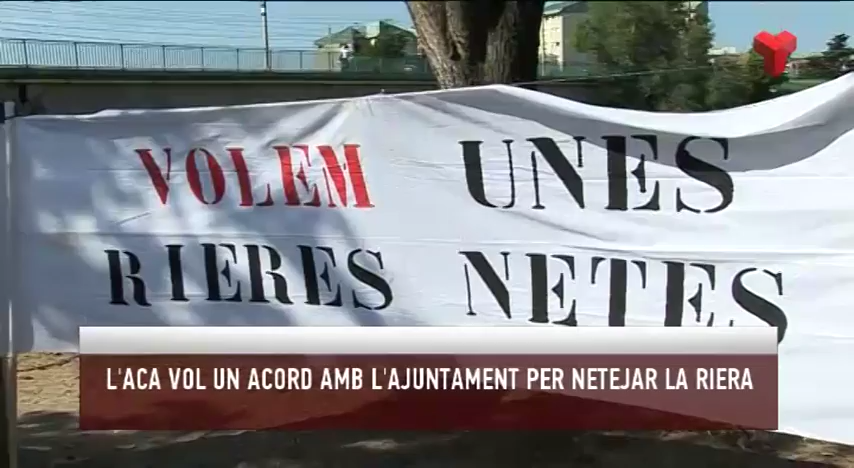 VOLEM UNES
RIERES NETES
L'ACA VOL UN ACORD AMB L'AJUNTAMENT PER NETEJAR LA RIERA